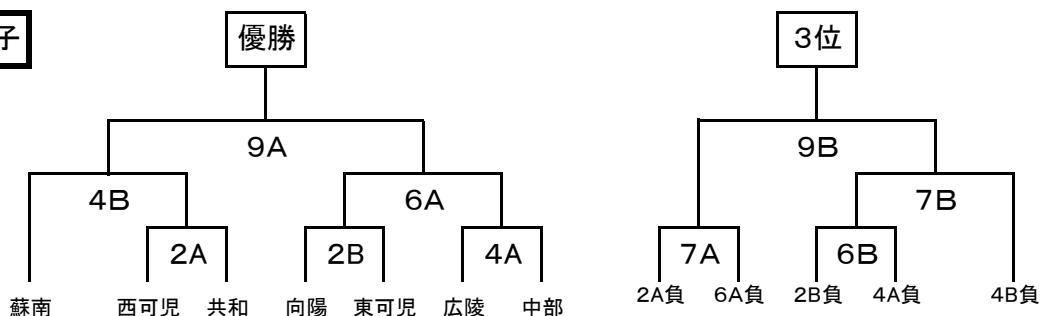 子
優勝
3位
9A
9B
4B
6A
7B
2A
2B
4A
7A
6B
蘇南
西可児
共和
向陽
東可児
広陵
中部
2A負
6A負
2B負
4A負
4B負